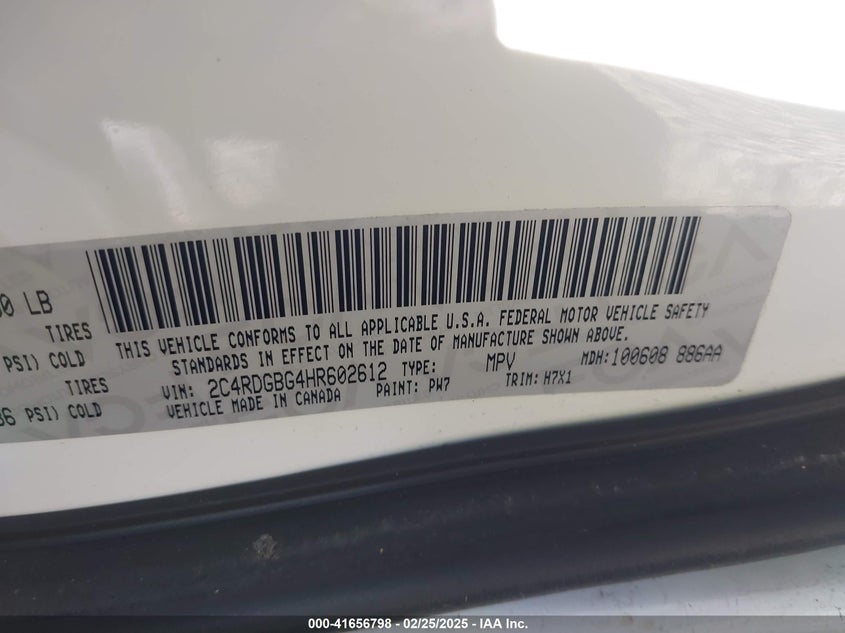 30 LB
TIRES
PSI) COLD
TIRES
36 PSI) COLD
THIS VEHICLE CONFORMS TO ALL APPLICABLE U.S.A. FEDERAL MOTOR VEHICLE SAFETY
STANDARDS IN EFFECT ON THE DATE OF MANUFACTURE SHOWN ABOVE.
VIN: 2C4RDGBG4HR602612 TYPE: MPV MDH:100608 886AA
VEHICLE MADE IN CANADA PAINT: PW7 TRIM: H7X1
000-41656798 - 02/25/2025 - IAA Inc.